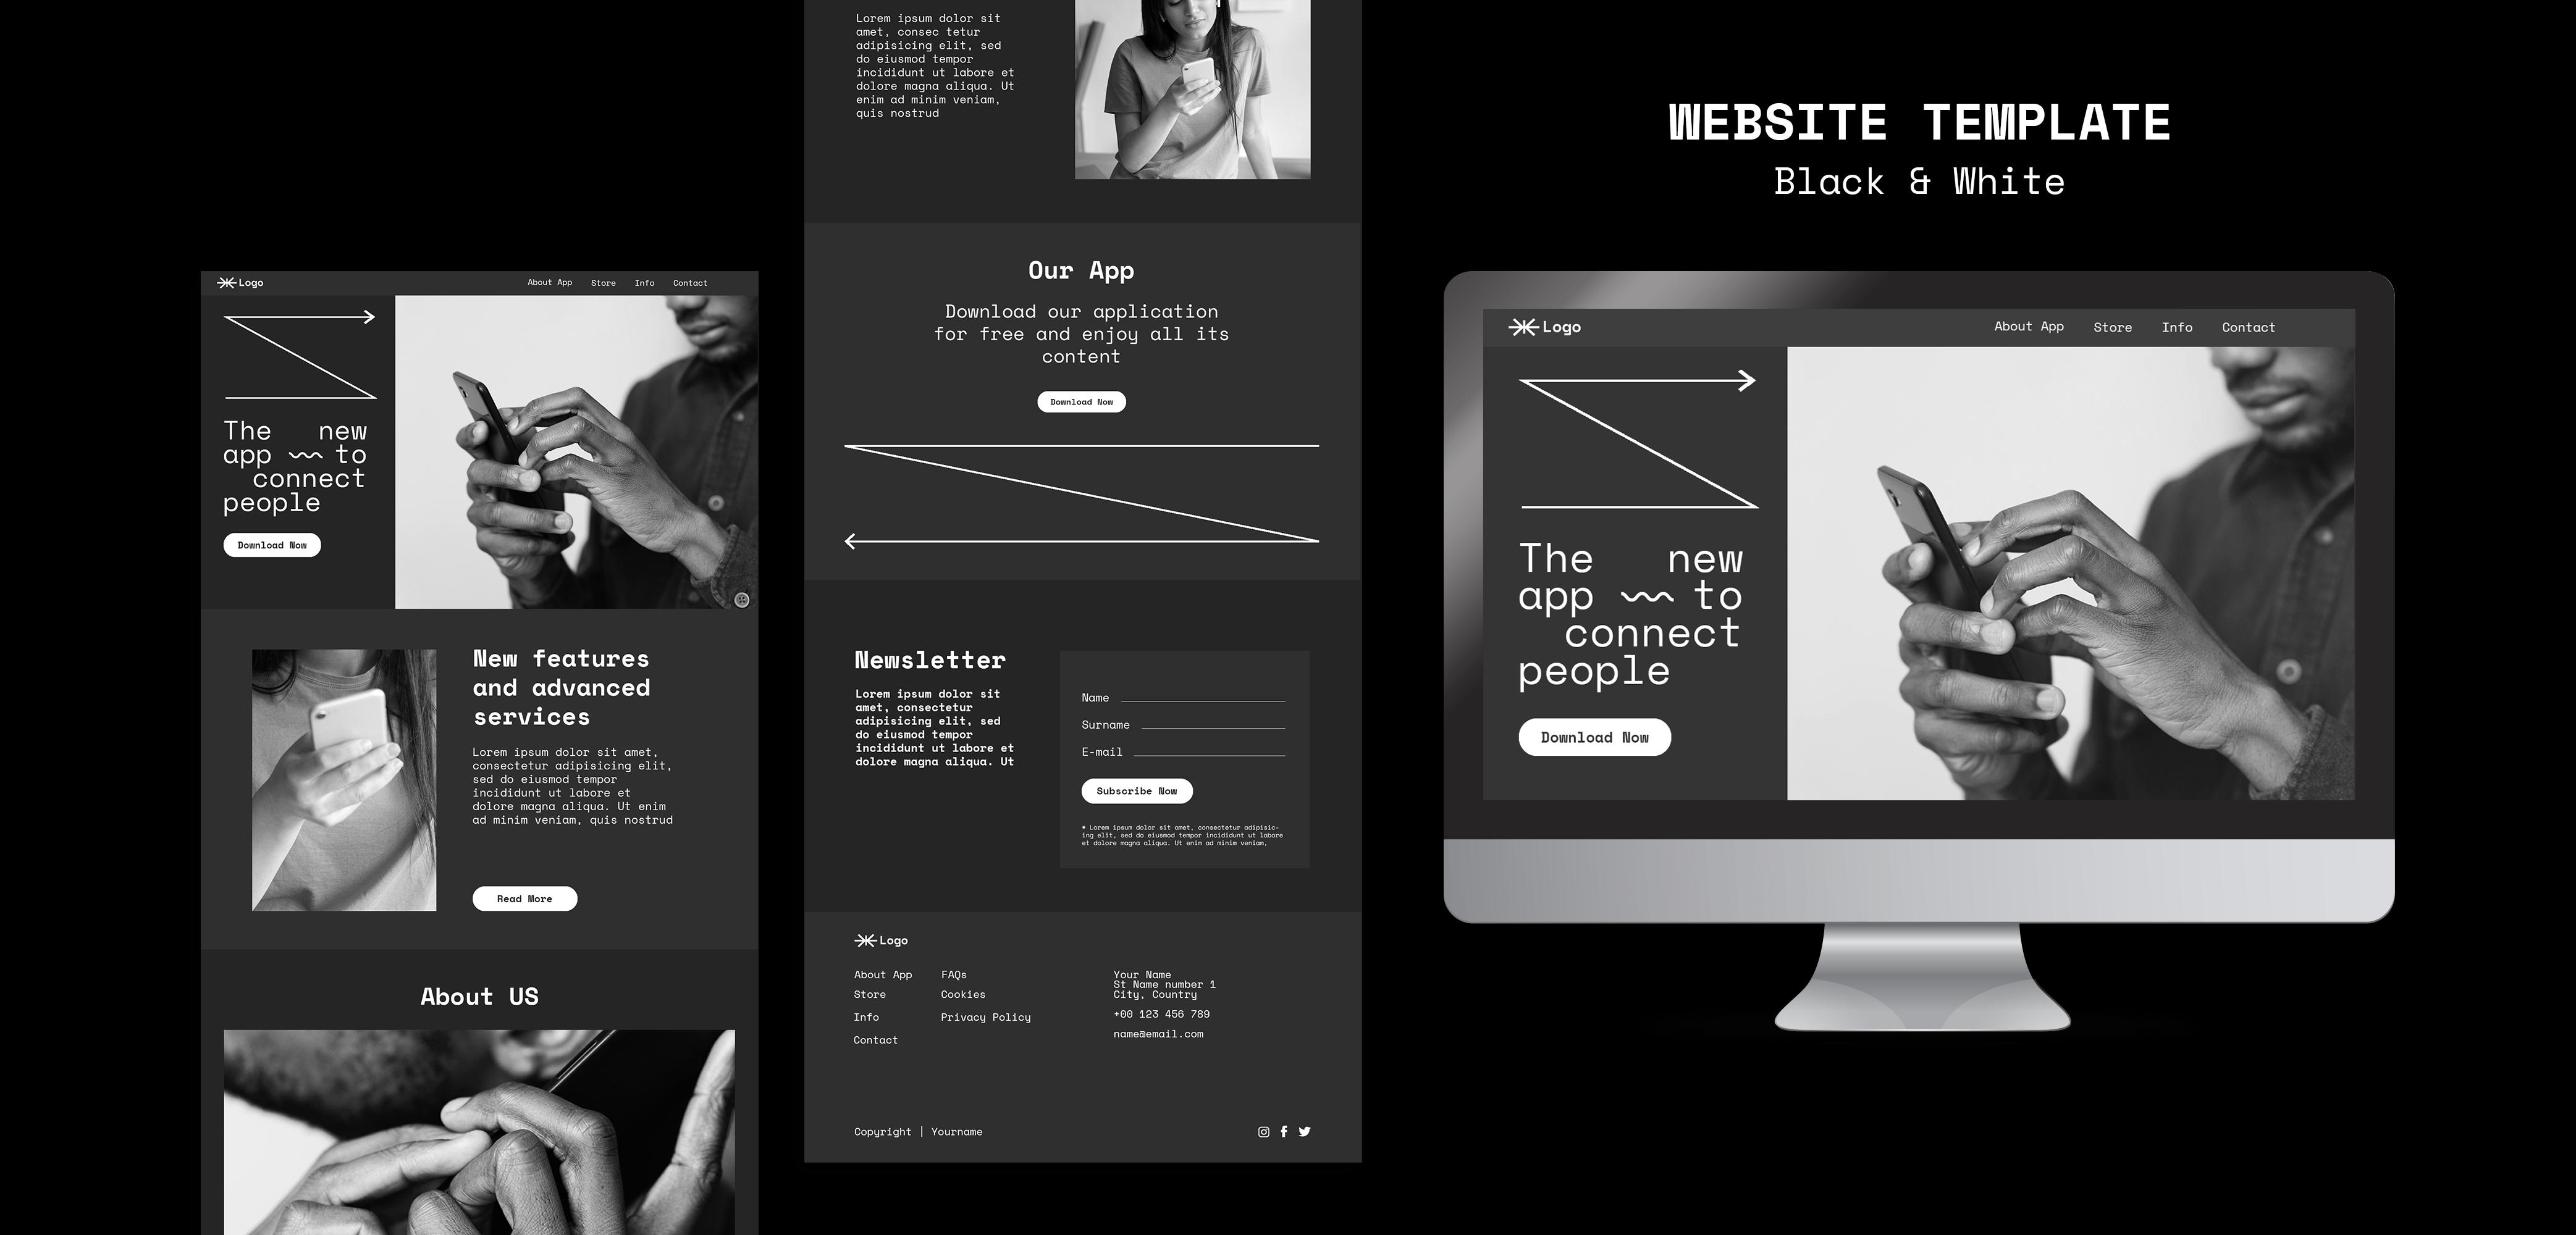 Logo
About App Store Info Contact
The new
app to
connect
people
Download Now
New features
and advanced
services
Lorem ipsum dolor sit amet,
consectetur adipisicing elit,
sed do eiusmod tempor
incididunt ut labore et
dolore magna aliqua. Ut enim
ad minim veniam, quis nostrud
Read More
About US
Lorem ipsum dolor sit
amet, consec tetur
adipisicing elit, sed
do eiusmod tempor
incididunt ut labore et
dolore magna aliqua. Ut
enim ad minim veniam,
quis nostrud
Our App
Download our application
for free and enjoy all its
content
Download Now
Newsletter
Lorem ipsum dolor sit
amet, consectetur
adipisicing elit, sed
do eiusmod tempor
incididunt ut labore et
dolore magna aliqua. Ut
Name
Surname
E-mail
Subscribe Now
* Lorem ipsum dolor sit amet, consectetur adipisic-
ing elit, sed do eiusmod tempor incididunt ut labore
et dolore magna aliqua. Ut enim ad minim veniam,
Logo
About App
Store
Info
Contact
FAQs
Cookies
Privacy Policy
Your Name
St Name number 1
City, Country
+00 123 456 789
name@email.com
Copyright | Yourname
WEBSITE TEMPLATE
Black & White
Logo
About App Store Info Contact
The new
app to
connect
people
Download Now